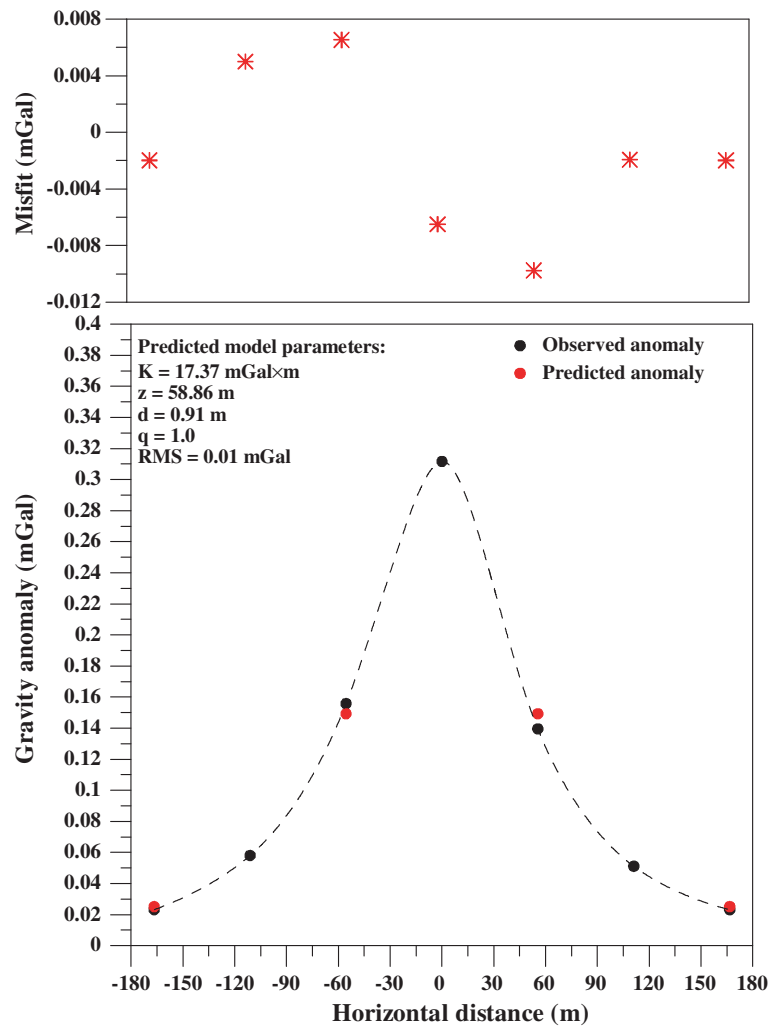 0.008
0.004
0
-0.004
-0.008
-0.012
Misfit (mGal)
0.4
0.38
0.36
0.34
0.32
0.3
0.28
0.26
0.24
0.22
0.2
0.18
0.16
0.14
0.12
0.1
0.08
0.06
0.04
0.02
0
Gravity anomaly (mGal)
Predicted model parameters:
K = 17.37 mGal×m
z = 58.86 m
d = 0.91 m
q = 1.0
RMS = 0.01 mGal
Observed anomaly
Predicted anomaly
-180 -150 -120 -90 -60 -30 0 30 60 90 120 150 180
Horizontal distance (m)